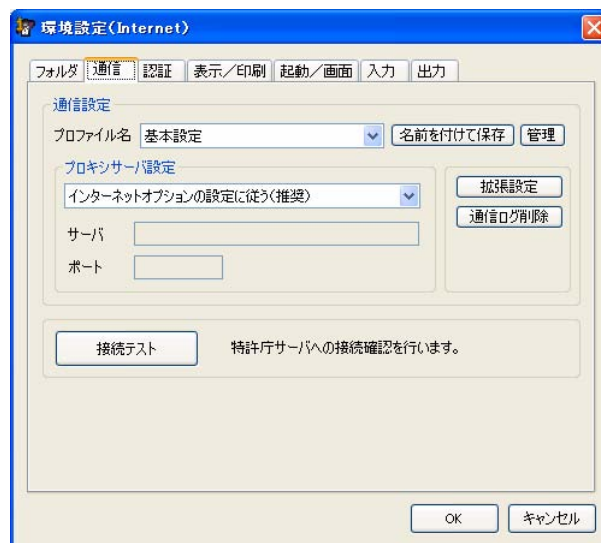 環境設定(Internet)
フォルダ 通信 認証 表示／印刷 起動／画面 入力 出力
通信設定
プロファイル名 基本設定 名前を付けて保存 管理
プロキシサーバ設定
インターネットオプションの設定に従う(推奨) 拡張設定
通信ログ削除
サーバ
ポート
接続テスト 特許庁サーバへの接続確認を行います。
OK キャンセル